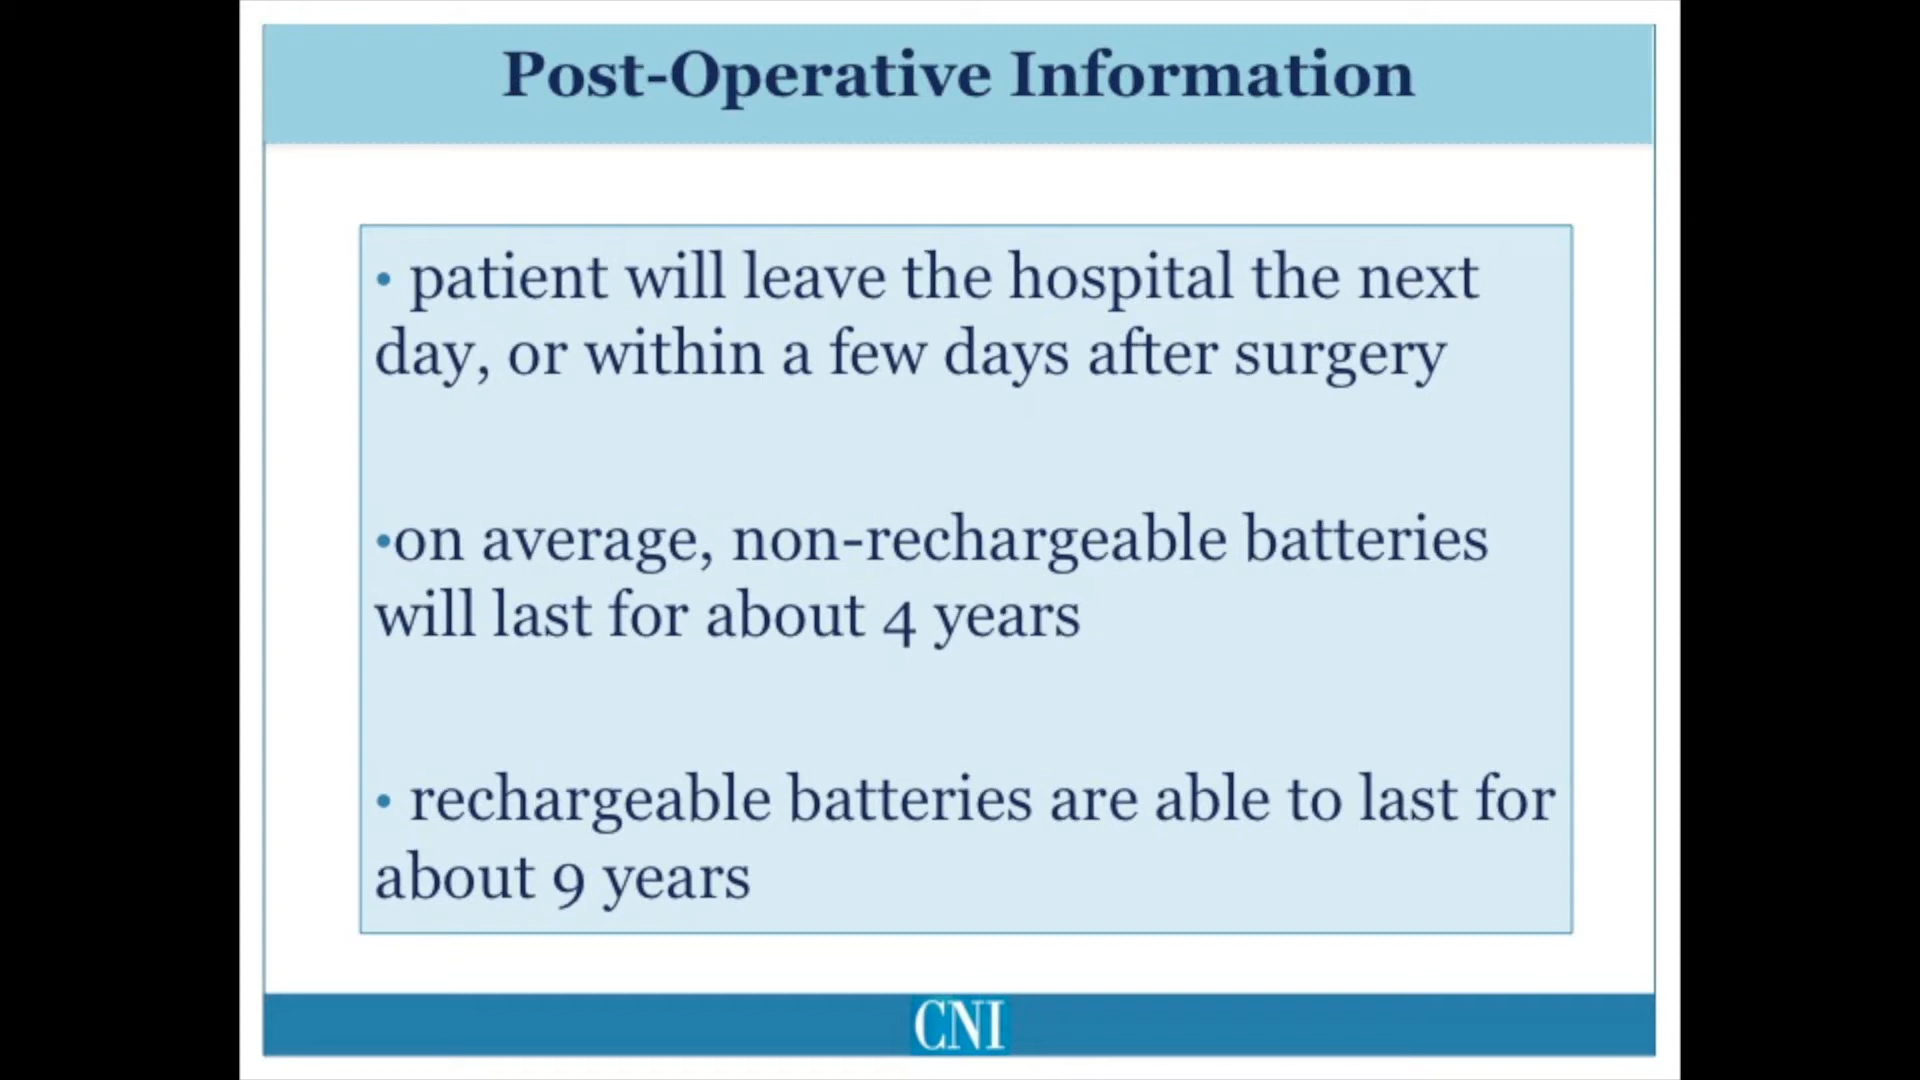 Post-Operative Information
• patient will leave the hospital the next
day, or within a few days after surgery
•on average, non-rechargeable batteries
will last for about 4 years
• rechargeable batteries are able to last for
about 9 years
CNI